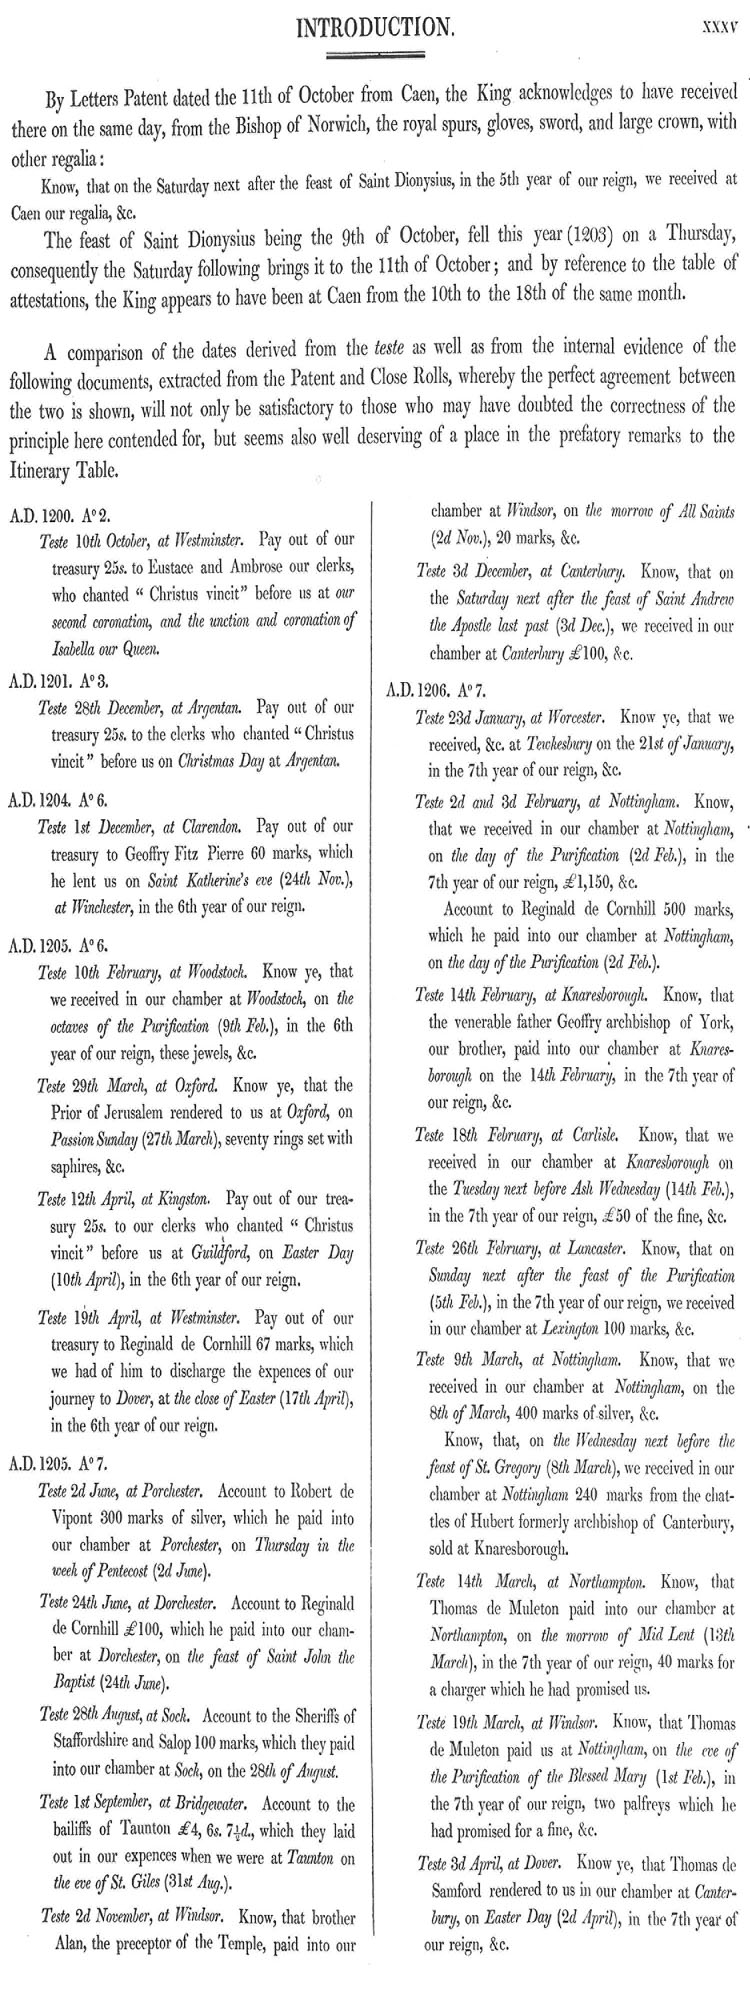 INTRODUCTION.
xxxv
By Letters Patent dated the 11th of October from Caen, the King acknowledges to have received
there on the same day, from the Bishop of Norwich, the royal spurs, gloves, sword, and large crown, with
other regalia :
Know, that on the Saturday next after the feast of Saint Dionysius, in the 5th year of our reign, we received at
Caen our regalia, &c.
The feast of Saint Dionysius being the 9th of October, fell this year (1203) on a Thursday,
consequently the Saturday following brings it to the 11th of October; and by reference to the table of
attestations, the King appears to have been at Caen from the 10th to the 18th of the same month.
A comparison of the dates derived from the teste as well as from the internal evidence of the
following documents, extracted from the Patent and Close Rolls, whereby the perfect agreement between
the two is shown, will not only be satisfactory to those who may have doubted the correctness of the
principle here contended for, but seems also well deserving of a place in the prefatory remarks to the
Itinerary Table.
A.D. 1200. A° 2.
Teste 10th October, at Westminster. Pay out of our
treasury 25s. to Eustace and Ambrose our clerks,
who chanted “ Christus vincit” before us at our
second coronation, and the unction and coronation of
Isabella our Queen.
A.D. 1201. A° 3.
Teste 28th December, at Argentan. Pay out of our
treasury 25s. to the clerks who chanted “ Christus
vincit ” before us on Christmas Day at Argentan.
A.D. 1204. A° 6.
Teste 1st December, at Clarendon. Pay out of our
treasury to Geoffry Fitz Pierre 60 marks, which
he lent us on Saint Katherine's eve (24th Nov.),
at Winchester, in the 6th year of our reign.
A.D. 1205. A° 6.
Teste 10th February, at Woodstock. Know ye, that
we received in our chamber at Woodstock, on the
octaves of the Purification (9th Feb.), in the 6th
year of our reign, these jewels, &c.
Teste 29th March, at Oxford. Know ye, that the
Prior of Jerusalem rendered to us at Oxford, on
Passion Sunday (27th March), seventy rings set with
saphires, &c.
Teste 12th April, at Kingston. Pay out of our trea-
sury 25s. to our clerks who chanted “ Christus
vincit” before us at Guildford, on Easter Day
(10th April), in the 6th year of our reign.
Teste 19th April, at Westminster. Pay out of our
treasury to Reginald de Cornhill 67 marks, which
we had of him to discharge the expences of our
journey to Dover, at the close of Easter (17th April),
in the 6th year of our reign.
A.D. 1205. A° 7.
Teste 2d June, at Porchester. Account to Robert de
Vipont 300 marks of silver, which he paid into
our chamber at Porchester, on Thursday in the
week of Pentecost (2d June).
Teste 24th June, at Dorchester. Account to Reginald
de Cornhill £100, which he paid into our cham-
ber at Dorchester, on the feast of Saint John the
Baptist (24th June).
Teste 28th August, at Sock. Account to the Sheriffs of
Staffordshire and Salop 100 marks, which they paid
into our chamber at Sock, on the 28th of August.
Teste 1st September, at Bridgewater. Account to the
bailiffs of Taunton £4, 6s. 7½d., which they laid
out in our expences when we were at Taunton on
the eve of St. Giles (31st Aug.).
Teste 2d November, at Windsor. Know, that brother
Alan, the preceptor of the Temple, paid into our
chamber at Windsor, on the morrow of All Saints
(2d Nov.), 20 marks, &c.
Teste 3d December, at Canterbury. Know, that on
the Saturday next after the feast of Saint Andrew
the Apostle last past (3d Dec.), we received in our
chamber at Canterbury £100, &c.
A.D. 1206. A° 7.
Teste 23d January, at Worcester. Know ye, that we
received, &c. at Tewkesbury on the 21st of January,
in the 7th year of our reign, &c.
Teste 2d and 3d February, at Nottingham. Know,
that we received in our chamber at Nottingham,
on the day of the Purification (2d Feb.), in the
7th year of our reign, £1,150, &c.
Account to Reginald de Cornhill 500 marks,
which he paid into our chamber at Nottingham,
on the day of the Purification (2d Feb.).
Teste 14th February, at Knaresborough. Know, that
the venerable father Geoffry archbishop of York,
our brother, paid into our chamber at Knares-
borough on the 14th February, in the 7th year of
our reign, &c.
Teste 18th February, at Carlisle. Know, that we
received in our chamber at Knaresborough on
the Tuesday next before Ash Wednesday (14th Feb.),
in the 7th year of our reign, £50 of the fine, &c.
Teste 26th February, at Lancaster. Know, that on
Sunday next after the feast of the Purification
(5th Feb.), in the 7th year of our reign, we received
in our chamber at Lexington 100 marks, &c.
Teste 9th March, at Nottingham. Know, that we
received in our chamber at Nottingham, on the
8th of March, 400 marks of silver, &c.
Know, that, on the Wednesday next before the
feast of St. Gregory (8th March), we received in our
chamber at Nottingham 240 marks from the chat-
tles of Hubert formerly archbishop of Canterbury,
sold at Knaresborough.
Teste 14th March, at Northampton. Know, that
Thomas de Muleton paid into our chamber at
Northampton, on the morrow of Mid Lent (13th
March), in the 7th year of our reign, 40 marks for
a charger which he had promised us.
Teste 19th March, at Windsor. Know, that Thomas
de Muleton paid us at Nottingham, on the eve of
the Purification of the Blessed Mary (1st Feb.), in
the 7th year of our reign, two palfreys which he
had promised for a fine, &c.
Teste 3d April, at Dover. Know ye, that Thomas de
Samford rendered to us in our chamber at Canter-
bury, on Easter Day (2d April), in the 7th year of
our reign, &c.